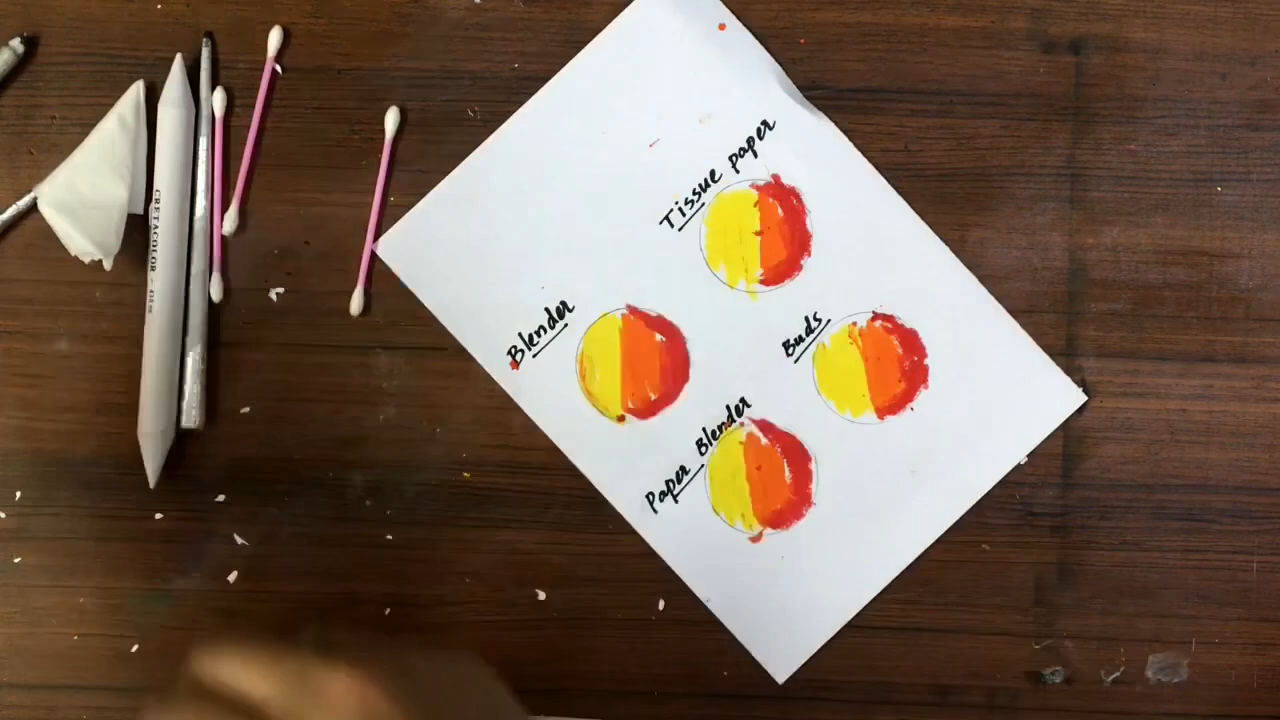 Tissue paper
Blender
Buds
Paper Blender
CRETACOLOR